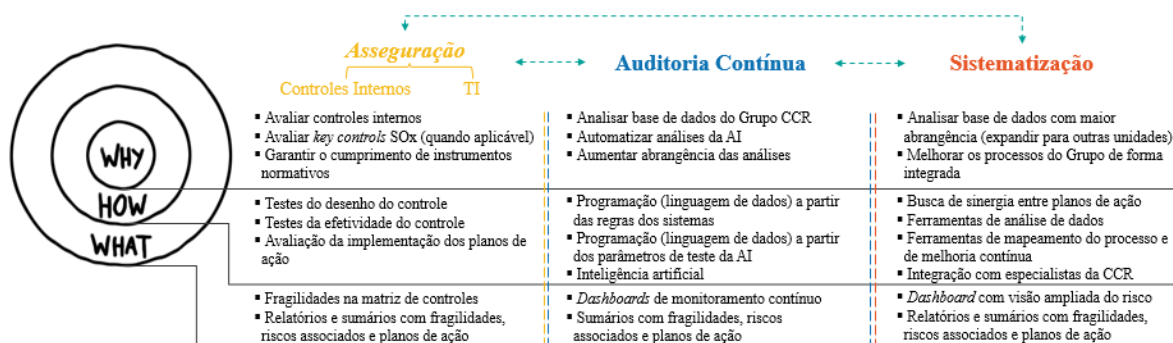 Asseguração
Controles Internos
TI
Auditoria Contínua
Sistematização
WHY
▪ Avaliar controles internos
▪ Avaliar key controls SOx (quando aplicável)
▪ Garantir o cumprimento de instrumentos
normativos
▪ Analisar base de dados do Grupo CCR
▪ Automatizar análises da AI
▪ Aumentar abrangência das análises
▪ Analisar base de dados com maior
abrangência (expandir para outras unidades)
▪ Melhorar os processos do Grupo de forma
integrada
HOW
▪ Testes do desenho do controle
▪ Testes da efetividade do controle
▪ Avaliação da implementação dos planos de
ação
▪ Programação (linguagem de dados) a partir
das regras dos sistemas
▪ Programação (linguagem de dados) a partir
dos parâmetros de teste da AI
▪ Inteligência artificial
▪ Busca de sinergia entre planos de ação
▪ Ferramentas de análise de dados
▪ Ferramentas de mapeamento do processo e
de melhoria contínua
▪ Integração com especialistas da CCR
WHAT
▪ Fragilidades na matriz de controles
▪ Relatórios e sumários com fragilidades,
riscos associados e planos de ação
▪ Dashboards de monitoramento contínuo
▪ Sumários com fragilidades, riscos
associados e planos de ação
▪ Dashboard com visão ampliada do risco
▪ Relatórios e sumários com fragilidades,
riscos associados e planos de ação